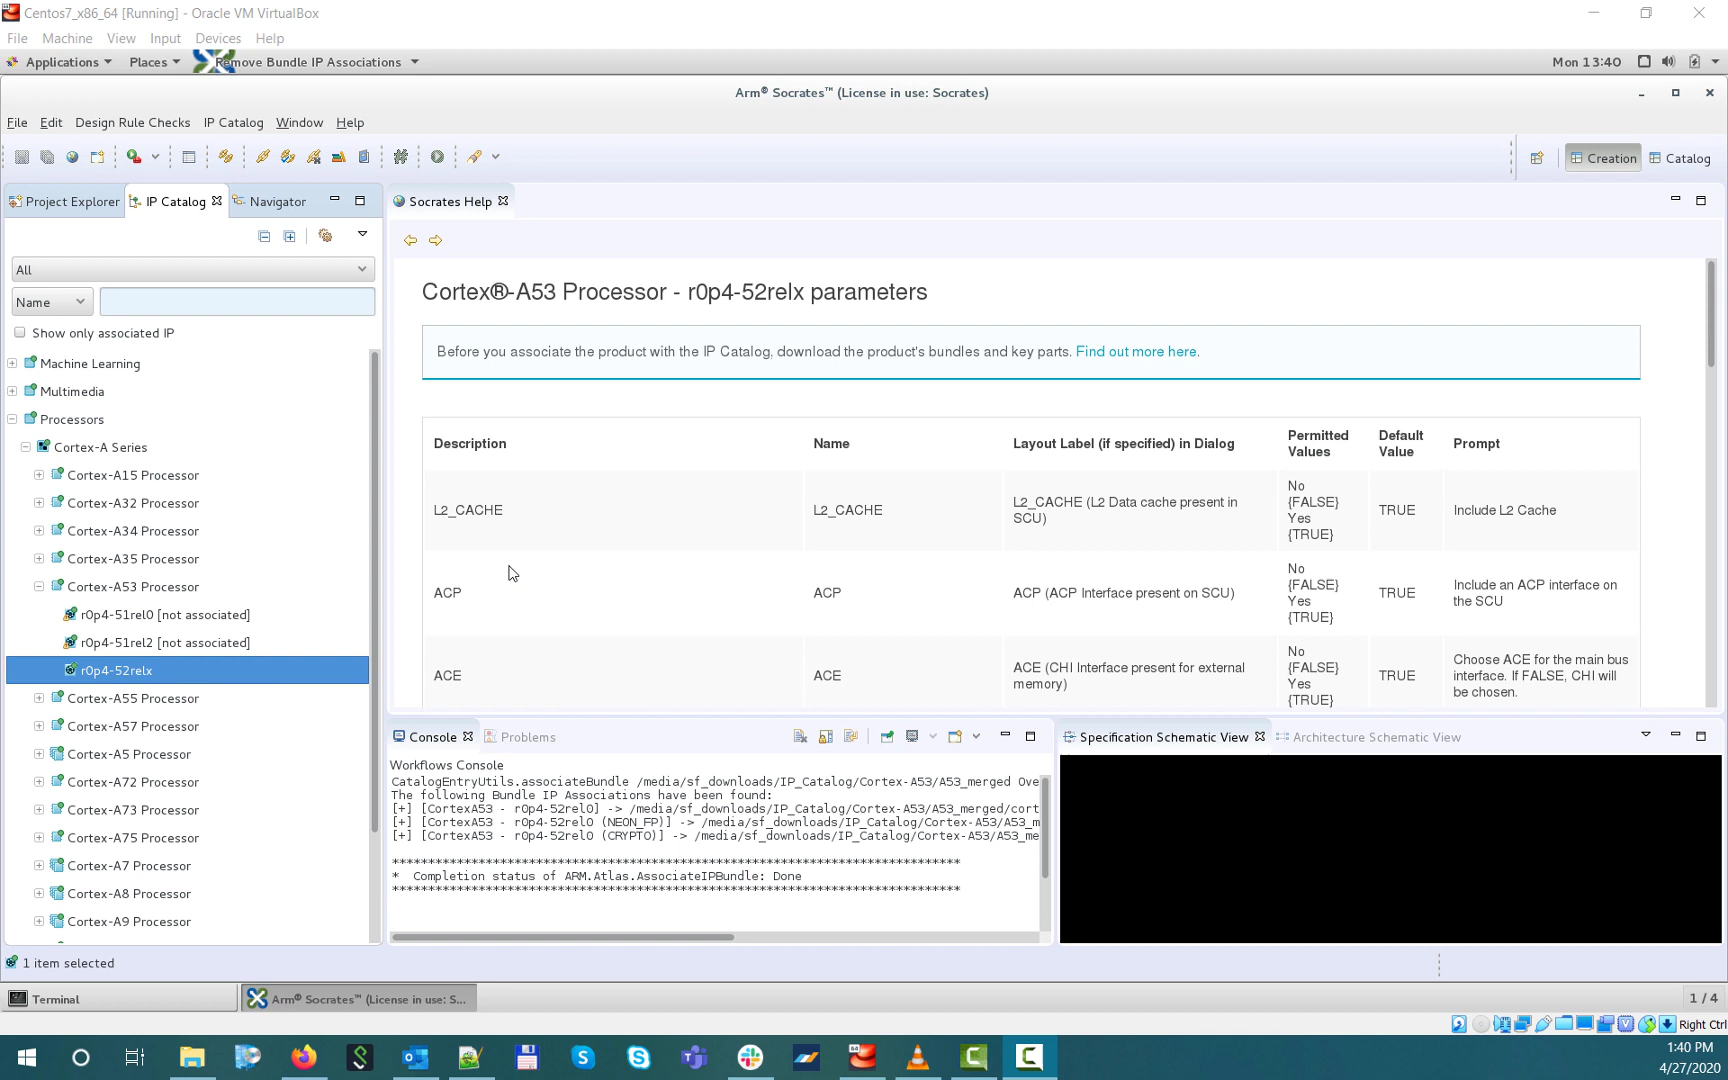 Centos7_x86_64 [Running] - Oracle VM VirtualBox
File Machine View Input Devices Help
Applications Places Remove Bundle IP Associations Mon 13:40
Arm® Socrates™ (License in use: Socrates)
File Edit Design Rule Checks IP Catalog Window Help
Creation Catalog
Project Explorer IP Catalog Navigator
Socrates Help
All
Name
Show only associated IP
Machine Learning
Multimedia
Processors
Cortex-A Series
Cortex-A15 Processor
Cortex-A32 Processor
Cortex-A34 Processor
Cortex-A35 Processor
Cortex-A53 Processor
r0p4-51rel0 [not associated]
r0p4-51rel2 [not associated]
r0p4-52relx
Cortex-A55 Processor
Cortex-A57 Processor
Cortex-A5 Processor
Cortex-A72 Processor
Cortex-A73 Processor
Cortex-A75 Processor
Cortex-A7 Processor
Cortex-A8 Processor
Cortex-A9 Processor
Cortex®-A53 Processor - r0p4-52relx parameters
Before you associate the product with the IP Catalog, download the product's bundles and key parts. Find out more here.
Description Name Layout Label (if specified) in Dialog Permitted Values Default Value Prompt
L2_CACHE L2_CACHE L2_CACHE (L2 Data cache present in SCU) No {FALSE} Yes {TRUE} TRUE Include L2 Cache
ACP ACP ACP (ACP Interface present on SCU) No {FALSE} Yes {TRUE} TRUE Include an ACP interface on the SCU
ACE ACE ACE (CHI Interface present for external memory) No {FALSE} Yes {TRUE} TRUE Choose ACE for the main bus interface. If FALSE, CHI will be chosen.
Console Problems
Workflows Console
CatalogEntryUtils.associateBundle /media/sf_downloads/IP_Catalog/Cortex-A53/A53_merged Ove
The following Bundle IP Associations have been found:
[+] [CortexA53 - r0p4-52rel0] -> /media/sf_downloads/IP_Catalog/Cortex-A53/A53_merged/cort
[+] [CortexA53 - r0p4-52rel0 (NEON_FP)] -> /media/sf_downloads/IP_Catalog/Cortex-A53/A53_m
[+] [CortexA53 - r0p4-52rel0 (CRYPTO)] -> /media/sf_downloads/IP_Catalog/Cortex-A53/A53_me
*********************************************************************************
* Completion status of ARM.Atlas.AssociateIPBundle: Done
*********************************************************************************
Specification Schematic View Architecture Schematic View
1 item selected
Terminal Arm® Socrates™ (License in use: S... 1 / 4
Right Ctrl
1:40 PM
4/27/2020